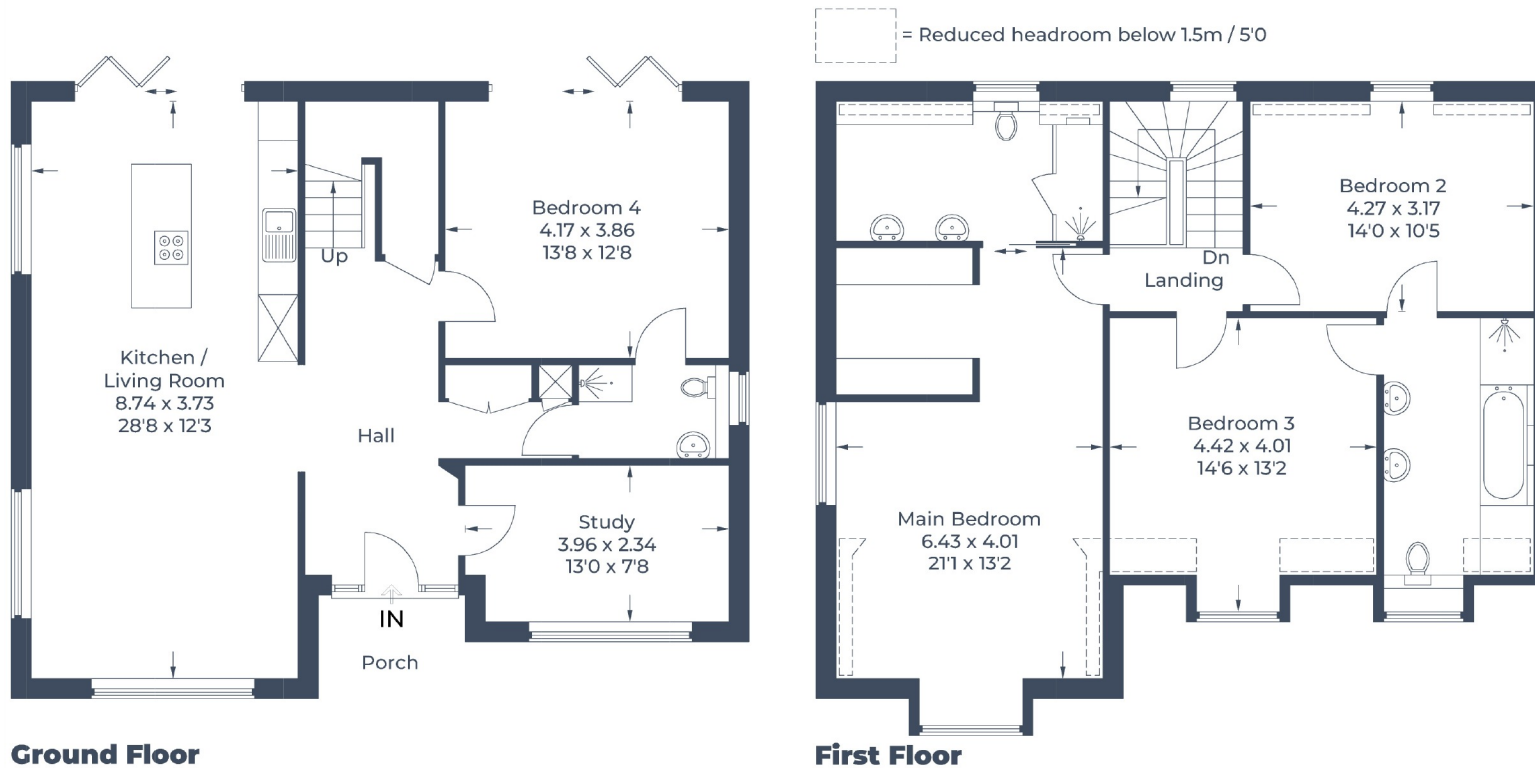 = Reduced headroom below 1.5m / 5'0
Bedroom 4
4.17 x 3.86
13'8 x 12'8
Up
Kitchen /
Living Room
8.74 x 3.73
28'8 x 12'3
Hall
Study
3.96 x 2.34
13'0 x 7'8
IN
Porch
Ground Floor
Bedroom 2
4.27 x 3.17
14'0 x 10'5
Dn
Landing
Bedroom 3
4.42 x 4.01
14'6 x 13'2
Main Bedroom
6.43 x 4.01
21'1 x 13'2
First Floor